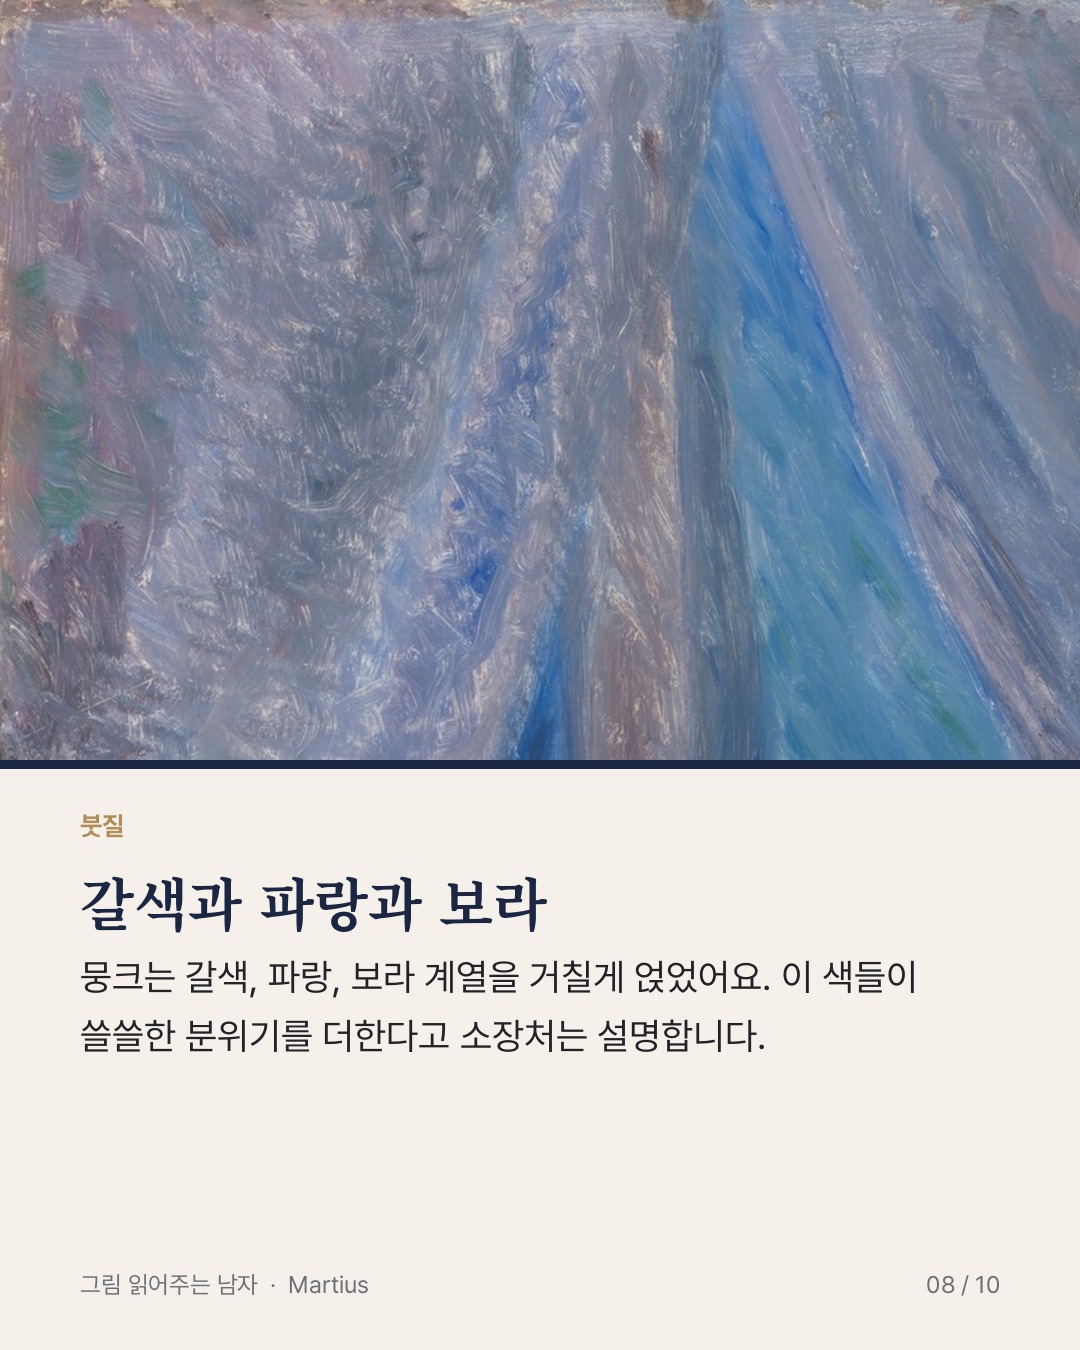 붓질
갈색과 파랑과 보라
뭉크는 갈색, 파랑, 보라 계열을 거칠게 얹었어요. 이 색들이
쓸쓸한 분위기를 더한다고 소장처는 설명합니다.
그림 읽어주는 남자 · Martius
08 / 10